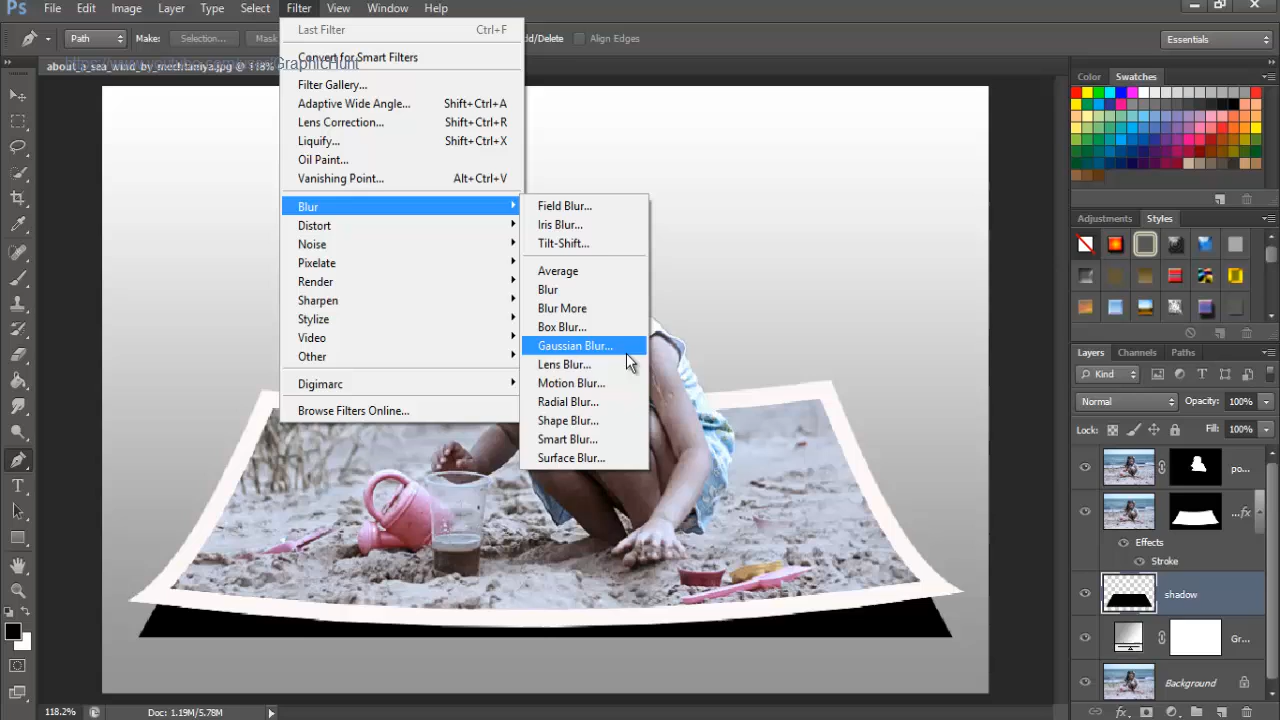 Ps File Edit Image Layer Type Select Filter View Window Help
Path Make: Selection... Mask Add/Delete Align Edges Essentials
about_a_sea_wind_by_mechtaniya.jpg @ 118%
Last Filter Ctrl+F
Convert for Smart Filters
Filter Gallery...
Adaptive Wide Angle... Shift+Ctrl+A
Lens Correction... Shift+Ctrl+R
Liquify... Shift+Ctrl+X
Oil Paint...
Vanishing Point... Alt+Ctrl+V
Blur
Distort
Noise
Pixelate
Render
Sharpen
Stylize
Video
Other
Digimarc
Browse Filters Online...
Field Blur...
Iris Blur...
Tilt-Shift...
Average
Blur
Blur More
Box Blur...
Gaussian Blur...
Lens Blur...
Motion Blur...
Radial Blur...
Shape Blur...
Smart Blur...
Surface Blur...
Color Swatches
Adjustments Styles
Layers Channels Paths
Kind
Normal Opacity: 100%
Lock: Fill: 100%
po...
...fx
Effects
Stroke
shadow
Gr...
Background
118.2% Doc: 1.19M/5.78M